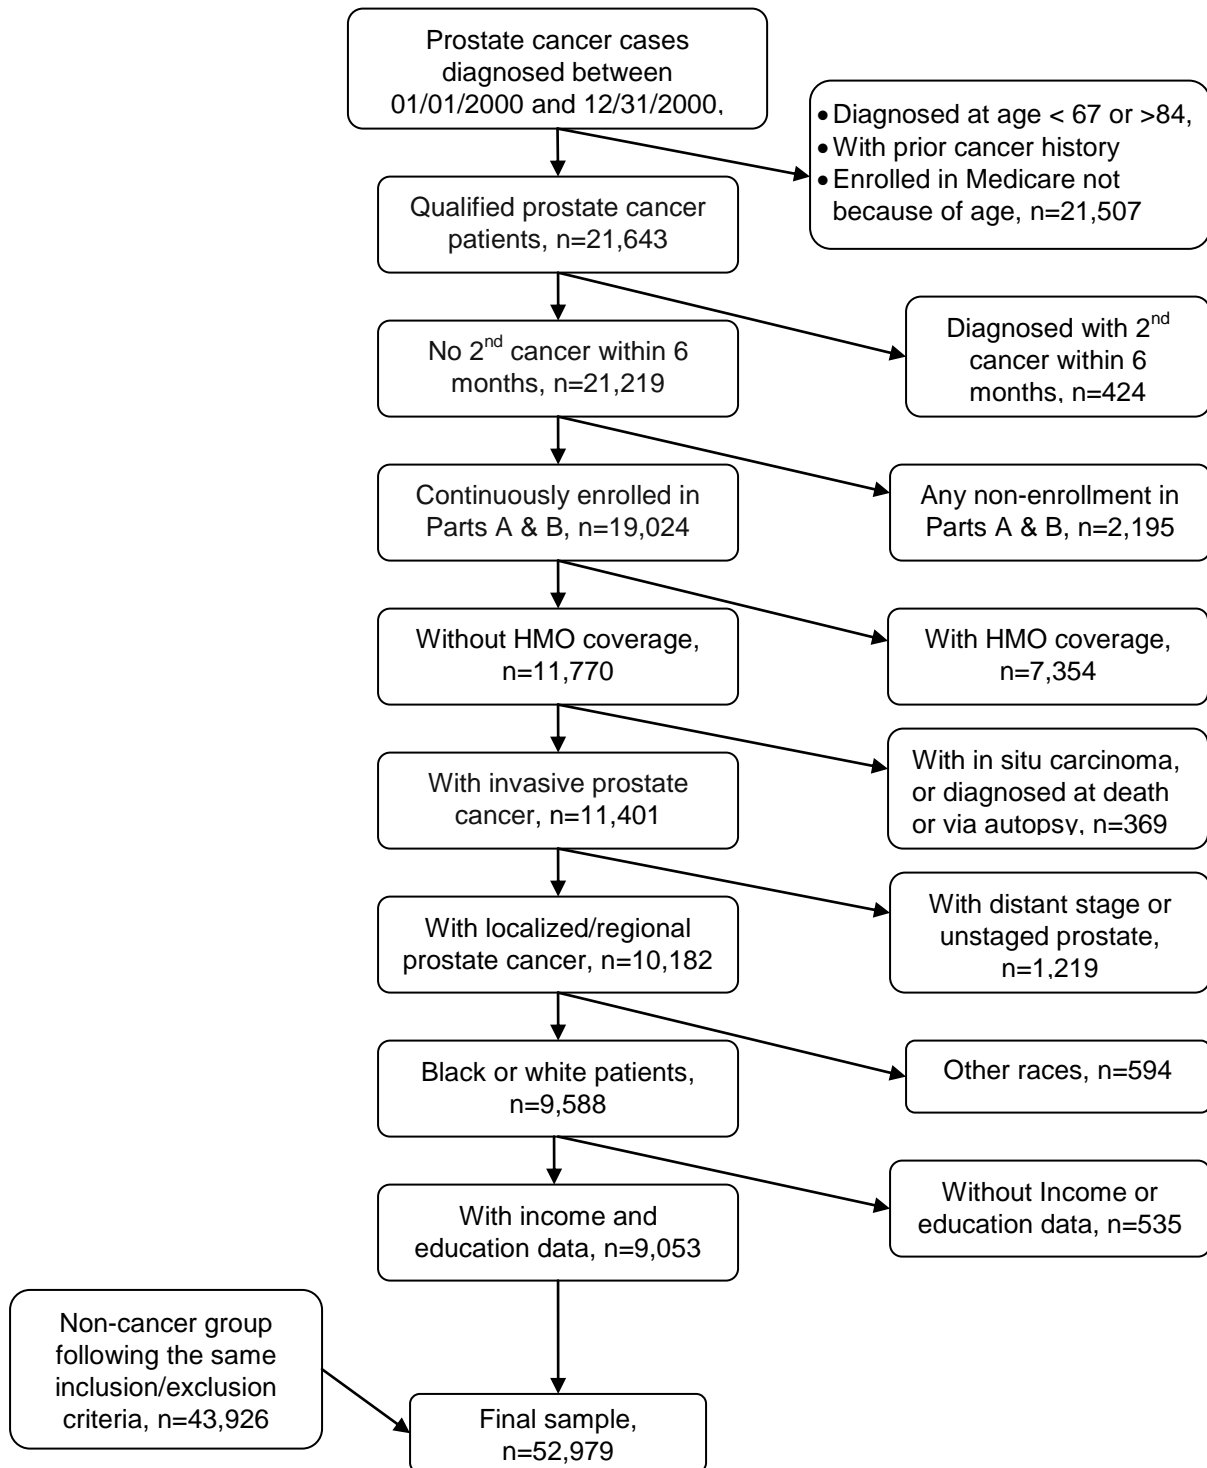 Prostate cancer cases
diagnosed between
01/01/2000 and 12/31/2000,
• Diagnosed at age < 67 or >84,
• With prior cancer history
• Enrolled in Medicare not
because of age, n=21,507
Qualified prostate cancer
patients, n=21,643
No 2nd cancer within 6
months, n=21,219
Diagnosed with 2nd
cancer within 6
months, n=424
Continuously enrolled in
Parts A & B, n=19,024
Any non-enrollment in
Parts A & B, n=2,195
Without HMO coverage,
n=11,770
With HMO coverage,
n=7,354
With invasive prostate
cancer, n=11,401
With in situ carcinoma,
or diagnosed at death
or via autopsy, n=369
With localized/regional
prostate cancer, n=10,182
With distant stage or
unstaged prostate,
n=1,219
Black or white patients,
n=9,588
Other races, n=594
With income and
education data, n=9,053
Without Income or
education data, n=535
Non-cancer group
following the same
inclusion/exclusion
criteria, n=43,926
Final sample,
n=52,979